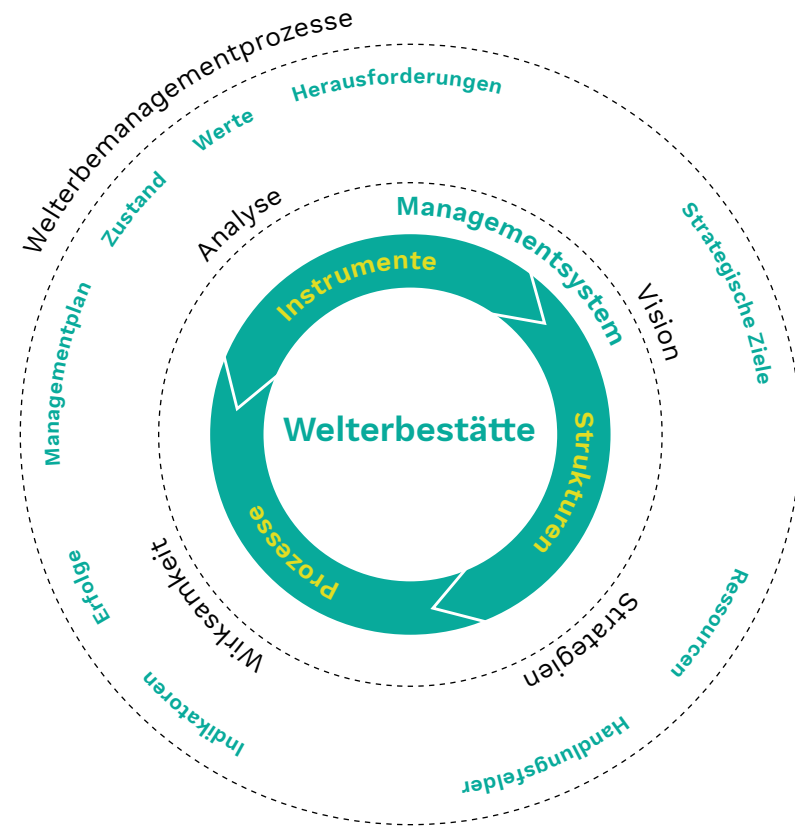 Welterbemanagementprozesse
Herausforderungen
Werte
Zustand
Managementplan
Erfolge
Indikatoren
Handlungsfelder
Ressourcen
Strategische Ziele
Analyse
Vision
Strategien
Wirksamkeit
Managementsystem
Instrumente
Strukturen
Prozesse
Welterbestätte